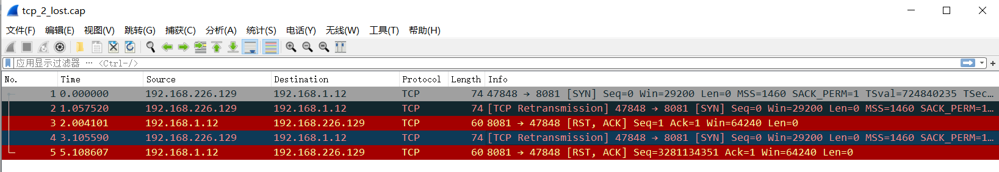 tcp_2_lost.cap
文件(F) 编辑(E) 视图(V) 跳转(G) 捕获(C) 分析(A) 统计(S) 电话(Y) 无线(W) 工具(T) 帮助(H)
应用显示过滤器 … <Ctrl-/>
No. Time Source Destination Protocol Length Info
1 0.000000 192.168.226.129 192.168.1.12 TCP 74 47848 → 8081 [SYN] Seq=0 Win=29200 Len=0 MSS=1460 SACK_PERM=1 TSval=724840235 TSec…
2 1.057520 192.168.226.129 192.168.1.12 TCP 74 [TCP Retransmission] 47848 → 8081 [SYN] Seq=0 Win=29200 Len=0 MSS=1460 SACK_PERM=1…
3 2.004101 192.168.1.12 192.168.226.129 TCP 60 8081 → 47848 [RST, ACK] Seq=1 Ack=1 Win=64240 Len=0
4 3.105590 192.168.226.129 192.168.1.12 TCP 74 [TCP Retransmission] 47848 → 8081 [SYN] Seq=0 Win=29200 Len=0 MSS=1460 SACK_PERM=1…
5 5.108607 192.168.1.12 192.168.226.129 TCP 60 8081 → 47848 [RST, ACK] Seq=3281134351 Ack=1 Win=64240 Len=0